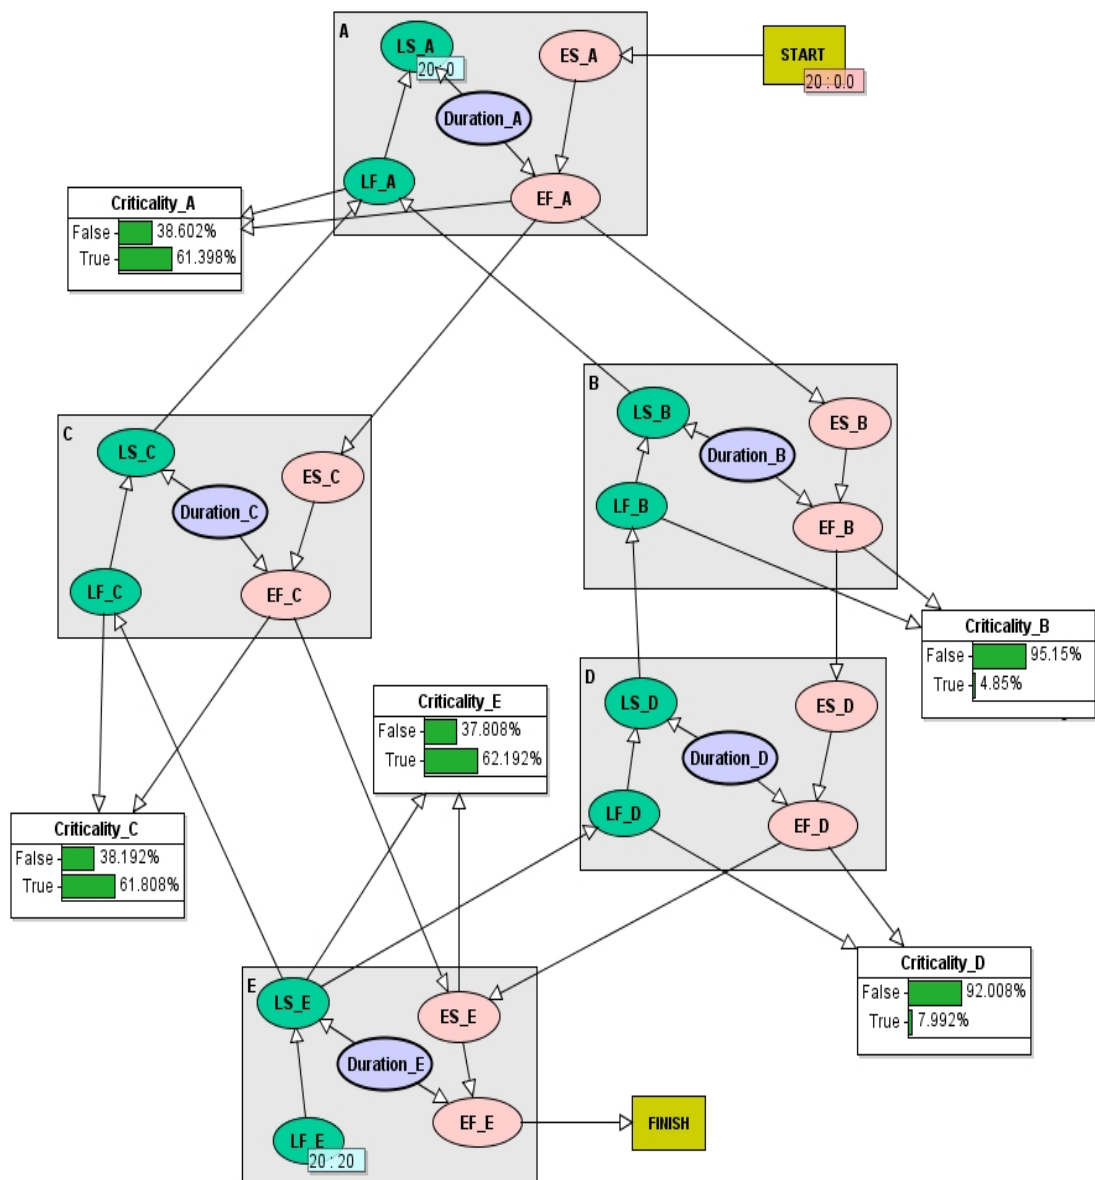 A
LS_A
20 : 0
ES_A
START
20 : 0.0
Duration_A
LF_A
EF_A
Criticality_A
False
38.602%
True
61.398%
B
LS_B
ES_B
Duration_B
LF_B
EF_B
C
LS_C
ES_C
Duration_C
LF_C
EF_C
Criticality_B
False
95.15%
True
4.85%
D
LS_D
ES_D
Duration_D
LF_D
EF_D
Criticality_E
False
37.808%
True
62.192%
Criticality_C
False
38.192%
True
61.808%
Criticality_D
False
92.008%
True
7.992%
E
LS_E
ES_E
Duration_E
EF_E
LF_E
20 : 20
FINISH